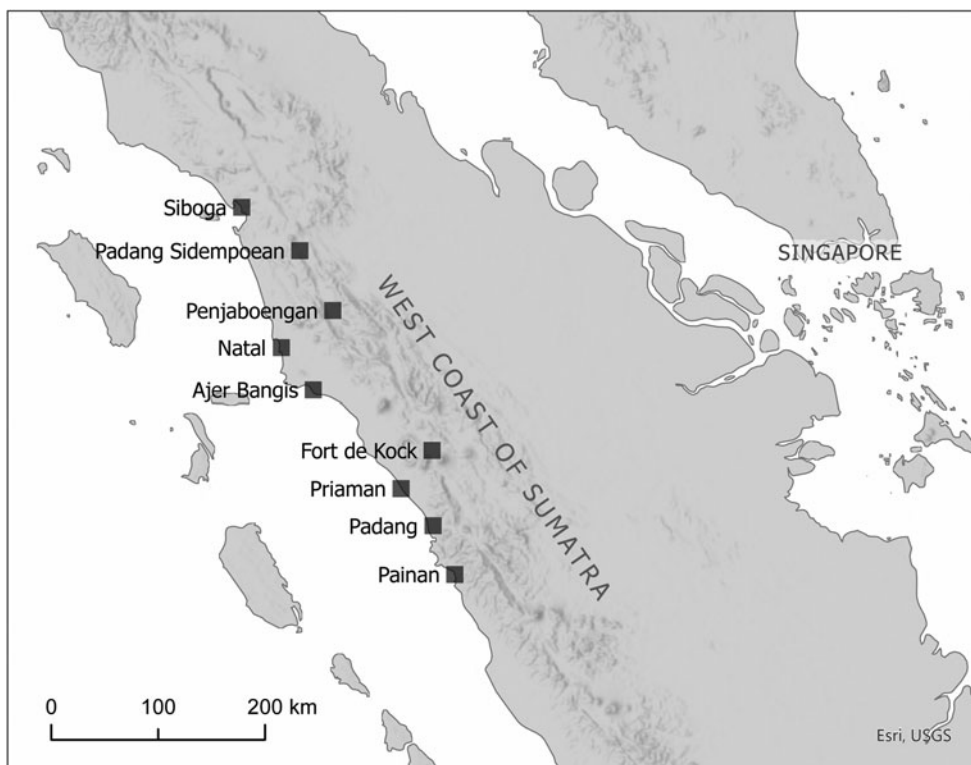 Siboga
Padang Sidempoean
SINGAPORE
Penjaboengan
Natal
Ajer Bangis
WEST COAST OF SUMATRA
Fort de Kock
Priaman
Padang
Painan
0 100 200 km
Esri, USGS